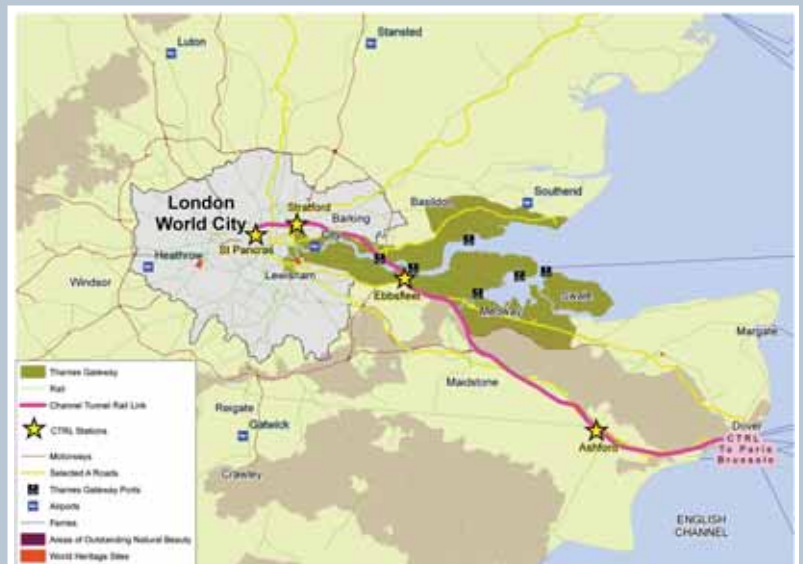 Luton
Stansted
London
World City
Stratford
Barking
Basildon
Southend
St Pancras
City
Heathrow
Lewisham
Windsor
Ebbsfleet
Medway
Swale
Margate
Maidstone
Reigate
Gatwick
Crawley
Ashford
Dover
CTRL
To Paris
Brussels
ENGLISH
CHANNEL
Thames Gateway
Rail
Channel Tunnel Rail Link
CTRL Stations
Motorways
Selected A Roads
Thames Gateway Ports
Airports
Ferries
Areas of Outstanding Natural Beauty
World Heritage Sites